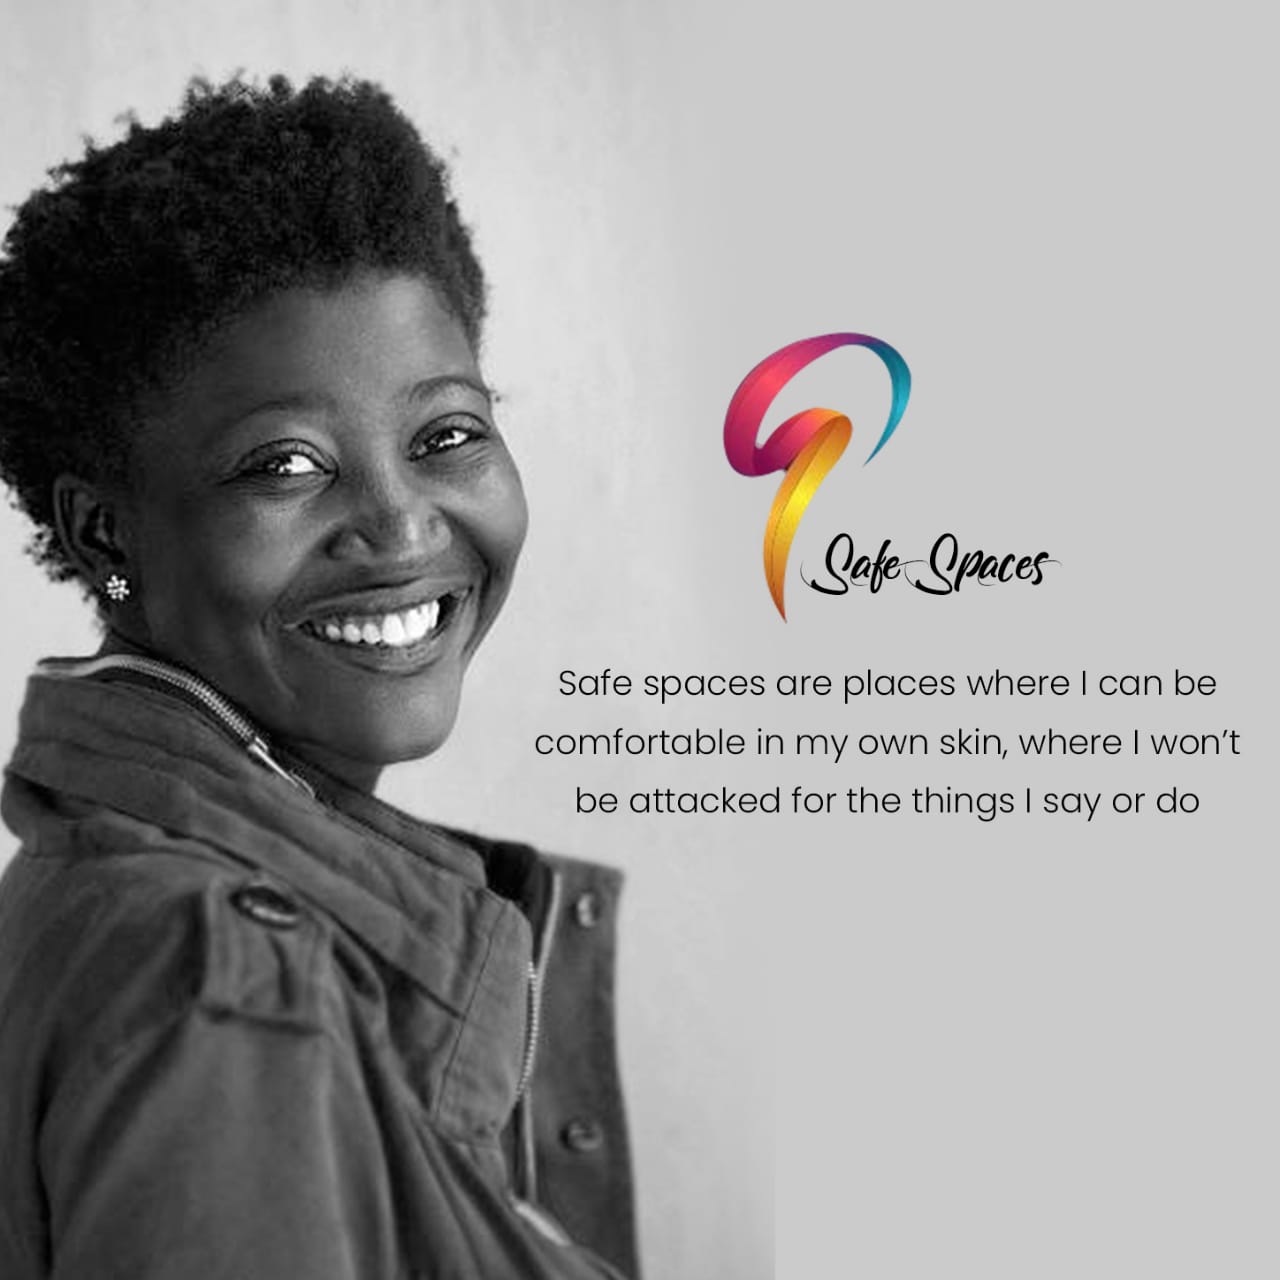 Safe Spaces
Safe spaces are places where I can be
comfortable in my own skin, where I won't
be attacked for the things I say or do